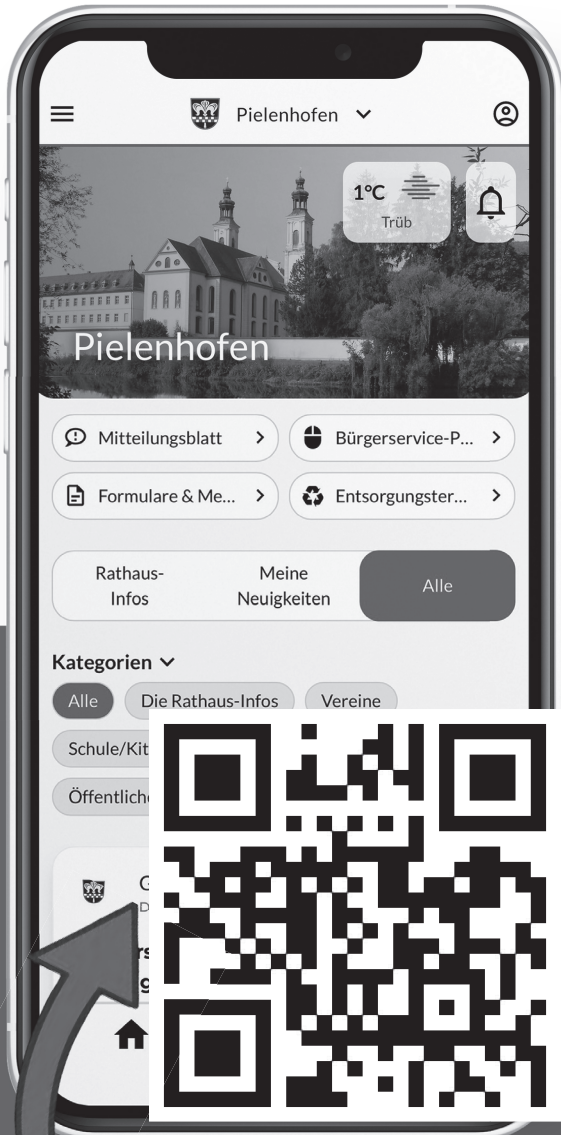 Pielenhofen
1°C
Trüb
Pielenhofen
Mitteilungsblatt
Bürgerservice-P...
Formulare & Me...
Entsorgungster...
Rathaus-
Infos
Meine
Neuigkeiten
Alle
Kategorien
Alle
Die Rathaus-Infos
Vereine
Schule/Kit
Öffentliche